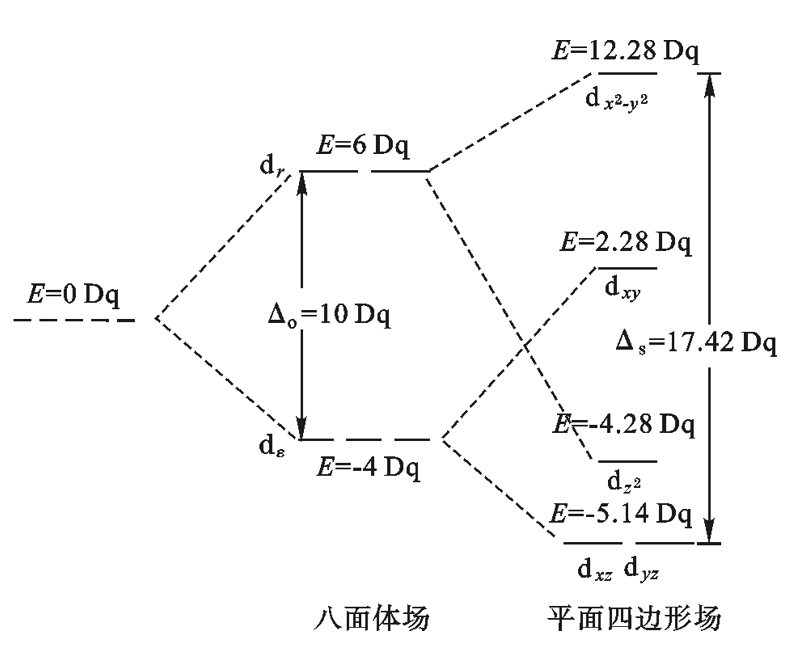 E=12.28 Dq
d x²-y²
E=6 Dq
dr
E=2.28 Dq
dxy
E=0 Dq
Δo=10 Dq
Δs=17.42 Dq
E=-4.28 Dq
dz²
dε
E=-4 Dq
E=-5.14 Dq
dxz dyz
八面体场 平面四边形场